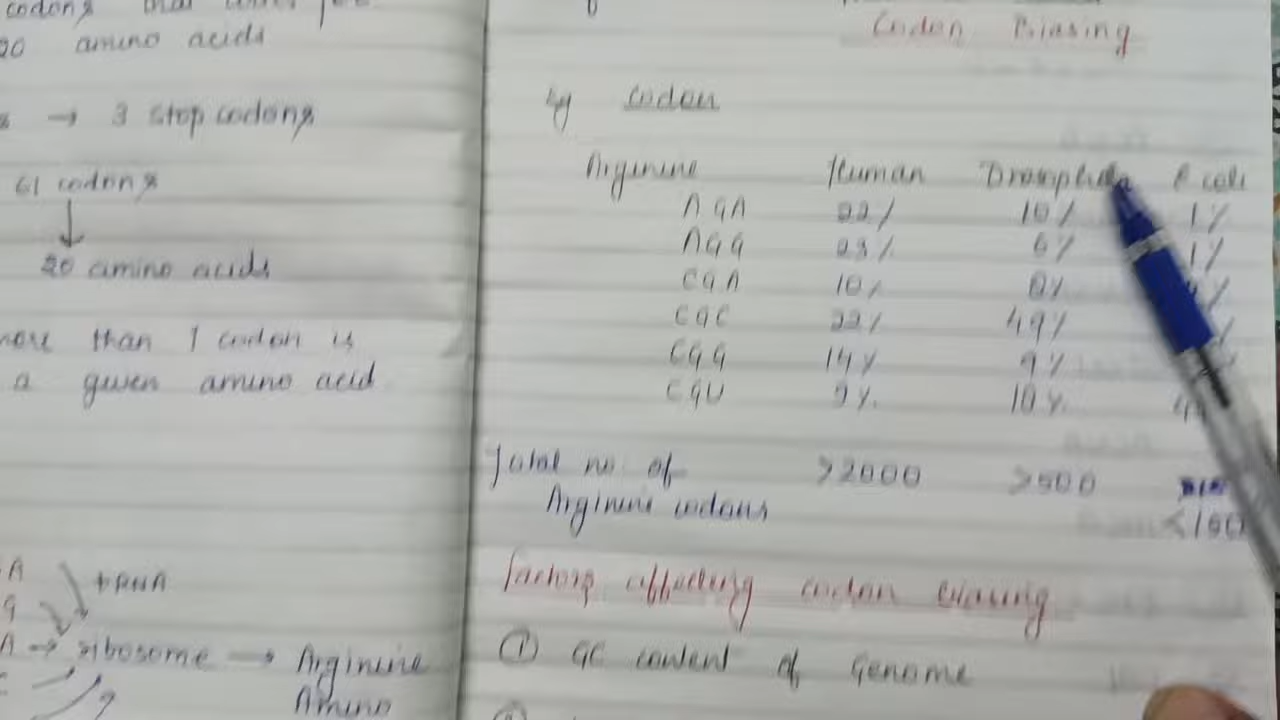 codons that
20 amino acids
→ 3 stop codons
61 codons
20 amino acids
more than 1 codon is
a given amino acid
A
tRNA
G
A → ribosome → Arginine
Amino
Codon Biasing
eg codon
Arginine Human Drosophila E coli
AGA 22% 10% 1%
AGG 23% 6% 1%
CGA 10% 8%
CGC 22% 49%
CGG 14% 9%
CGU 9% 10%
Total no of >2000 >500
Arginine codons
Factors affecting codon biasing
① GC content of Genome